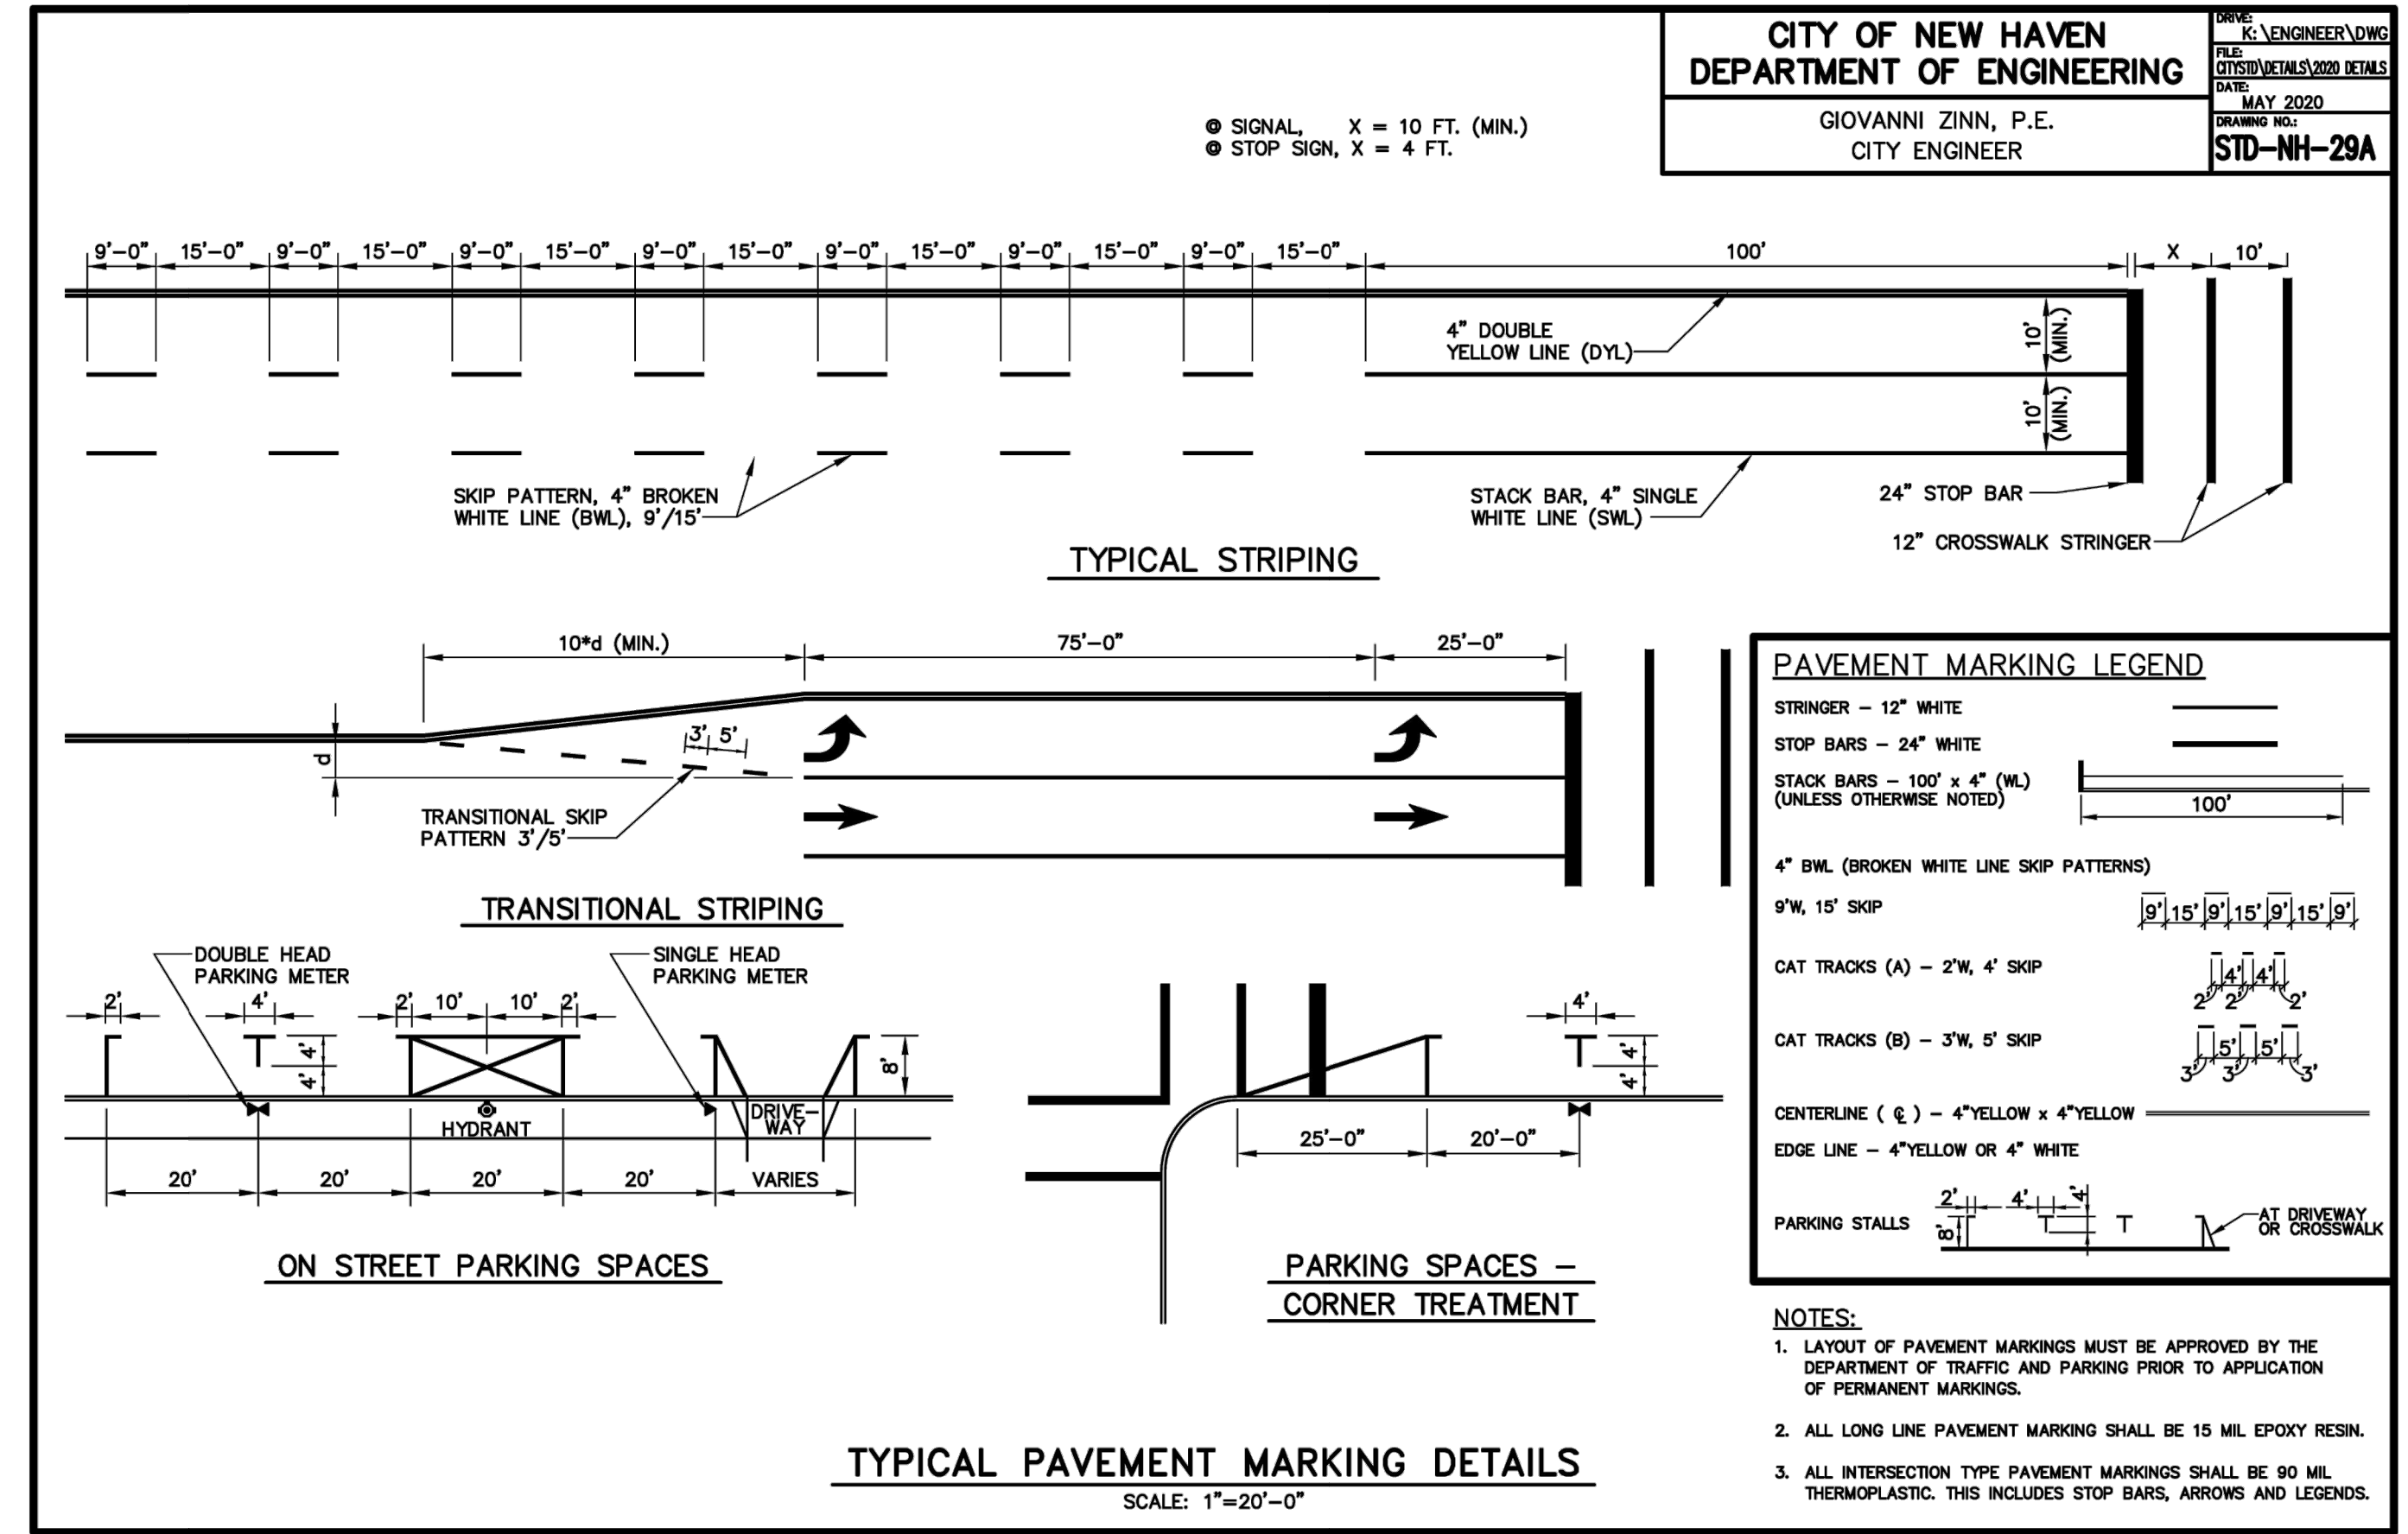 CITY OF NEW HAVEN
DEPARTMENT OF ENGINEERING
GIOVANNI ZINN, P.E.
CITY ENGINEER
DRIVE:
K:\ENGINEER\DWG
FILE:
CITYSTD\DETAILS\2020 DETAILS
DATE:
MAY 2020
DRAWING NO.:
STD-NH-29A
@ SIGNAL, X = 10 FT. (MIN.)
@ STOP SIGN, X = 4 FT.
9'-0" 15'-0" 9'-0" 15'-0" 9'-0" 15'-0" 9'-0" 15'-0" 9'-0" 15'-0" 9'-0" 15'-0" 9'-0" 15'-0" 100' X 10'
4" DOUBLE
YELLOW LINE (DYL)
10'
(MIN.)
10'
(MIN.)
SKIP PATTERN, 4" BROKEN
WHITE LINE (BWL), 9'/15'
STACK BAR, 4" SINGLE
WHITE LINE (SWL)
24" STOP BAR
12" CROSSWALK STRINGER
TYPICAL STRIPING
10*d (MIN.) 75'-0" 25'-0"
d
3' 5'
TRANSITIONAL SKIP
PATTERN 3'/5'
TRANSITIONAL STRIPING
DOUBLE HEAD
PARKING METER
SINGLE HEAD
PARKING METER
2' 4' 2' 10' 10' 2'
4'
4'
8'
HYDRANT
DRIVE-
WAY
20' 20' 20' 20' VARIES
ON STREET PARKING SPACES
4'
4'
4'
25'-0" 20'-0"
PARKING SPACES -
CORNER TREATMENT
PAVEMENT MARKING LEGEND
STRINGER - 12" WHITE
STOP BARS - 24" WHITE
STACK BARS - 100' x 4" (WL)
(UNLESS OTHERWISE NOTED)
100'
4" BWL (BROKEN WHITE LINE SKIP PATTERNS)
9'W, 15' SKIP
9' 15' 9' 15' 9' 15' 9'
CAT TRACKS (A) - 2'W, 4' SKIP
4' 4'
2' 2' 2'
CAT TRACKS (B) - 3'W, 5' SKIP
5' 5'
3' 3' 3'
CENTERLINE ( ℄ ) - 4"YELLOW x 4"YELLOW
EDGE LINE - 4"YELLOW OR 4" WHITE
PARKING STALLS
2' 4' 4'
8'
AT DRIVEWAY
OR CROSSWALK
NOTES:
1. LAYOUT OF PAVEMENT MARKINGS MUST BE APPROVED BY THE
DEPARTMENT OF TRAFFIC AND PARKING PRIOR TO APPLICATION
OF PERMANENT MARKINGS.
2. ALL LONG LINE PAVEMENT MARKING SHALL BE 15 MIL EPOXY RESIN.
3. ALL INTERSECTION TYPE PAVEMENT MARKINGS SHALL BE 90 MIL
THERMOPLASTIC. THIS INCLUDES STOP BARS, ARROWS AND LEGENDS.
TYPICAL PAVEMENT MARKING DETAILS
SCALE: 1"=20'-0"